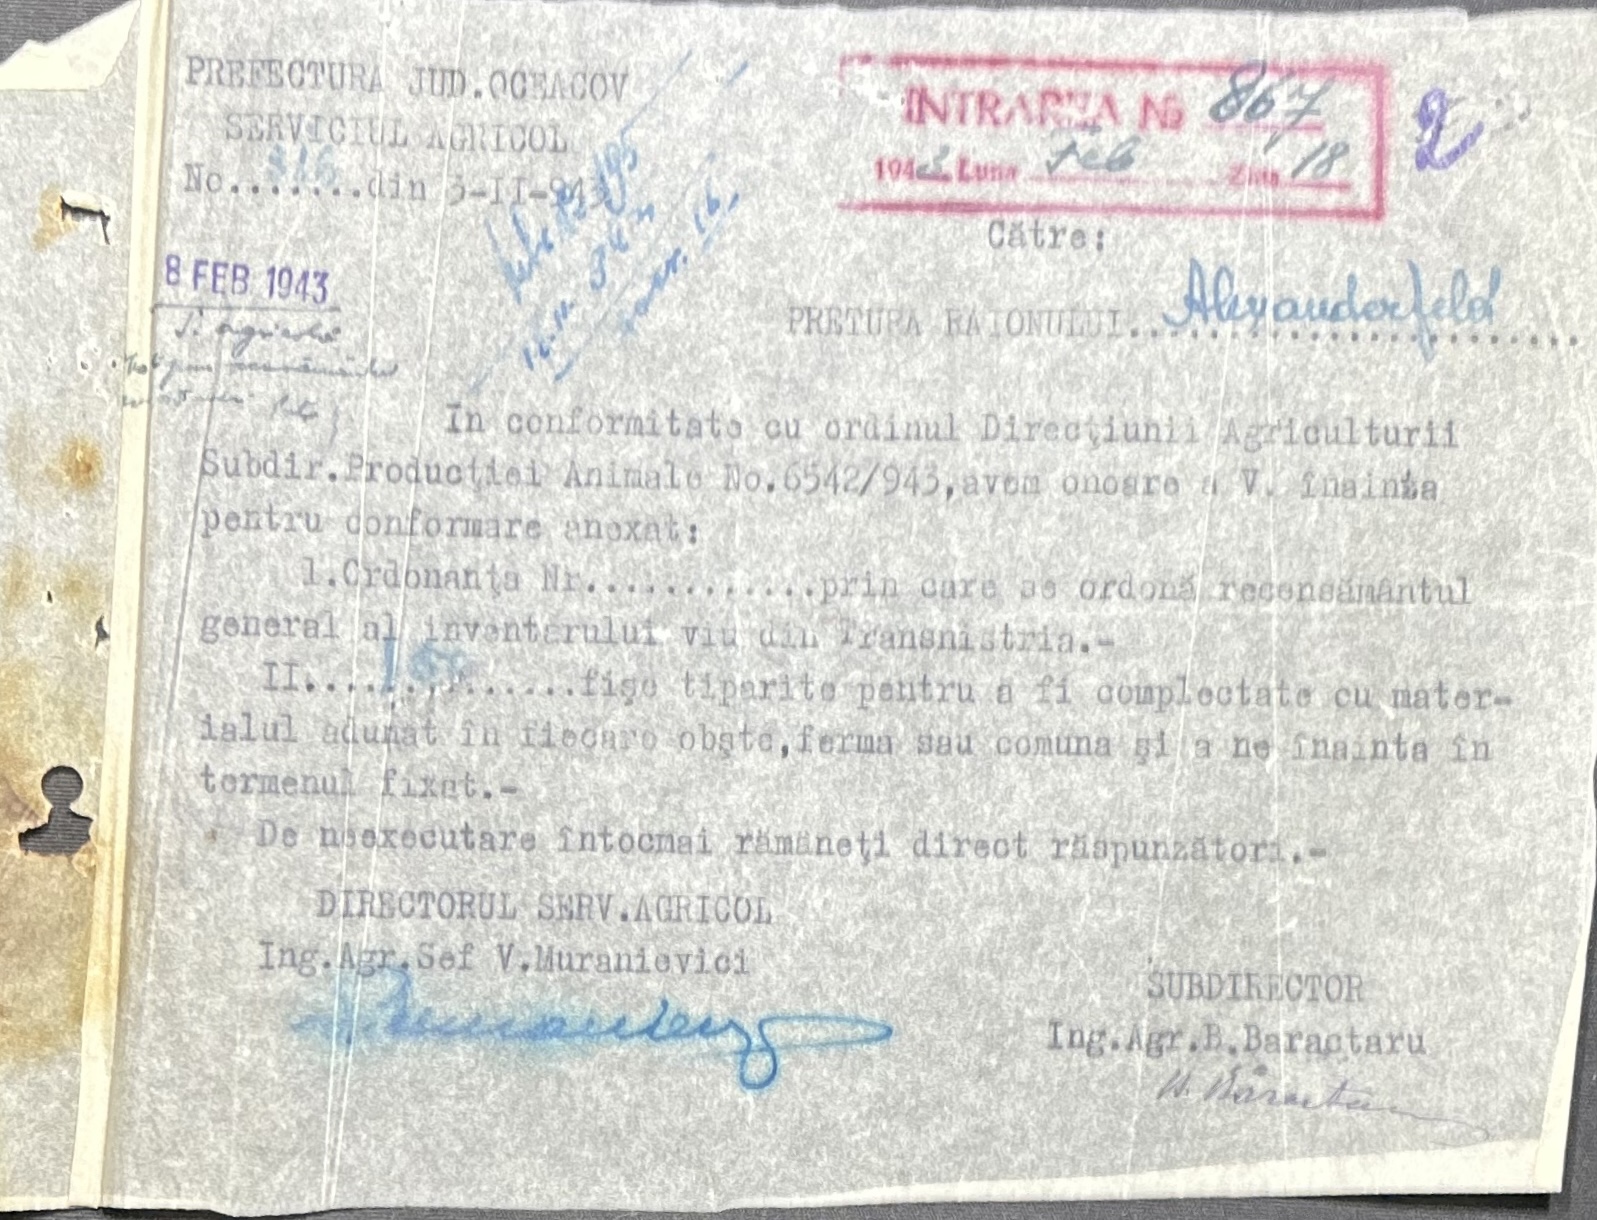 PREFECTURA JUD.OCEACOV
SERVICIUL AGRICOL
No.......din 3-II-943
INTRAREA No 867
1943 Luna Feb Ziua 18
2
8 FEB 1943
S. agricol
Către:
PRETURA RAIONULUI Alexanderfeld
In conformitate cu ordinul Direcţiunii Agriculturii
Subdir.Producţiei Animale No.6542/943,avem onoare a V. înainta
pentru conformare anexat:
1.Ordonanţa Nr............prin care se ordonă recensământul
general al inventarului viu din Transnistria.-
II...............fişe tiparite pentru a fi complectate cu mater-
ialul adunat în fiecare obşte,ferma sau comuna şi a ne înainta în
termenul fixat.-
De neexecutare întocmai rămâneţi direct răspunzători.-
DIRECTORUL SERV.AGRICOL
Ing.Agr.Sef V.Muranievici
SUBDIRECTOR
Ing.Agr.B.Baractaru